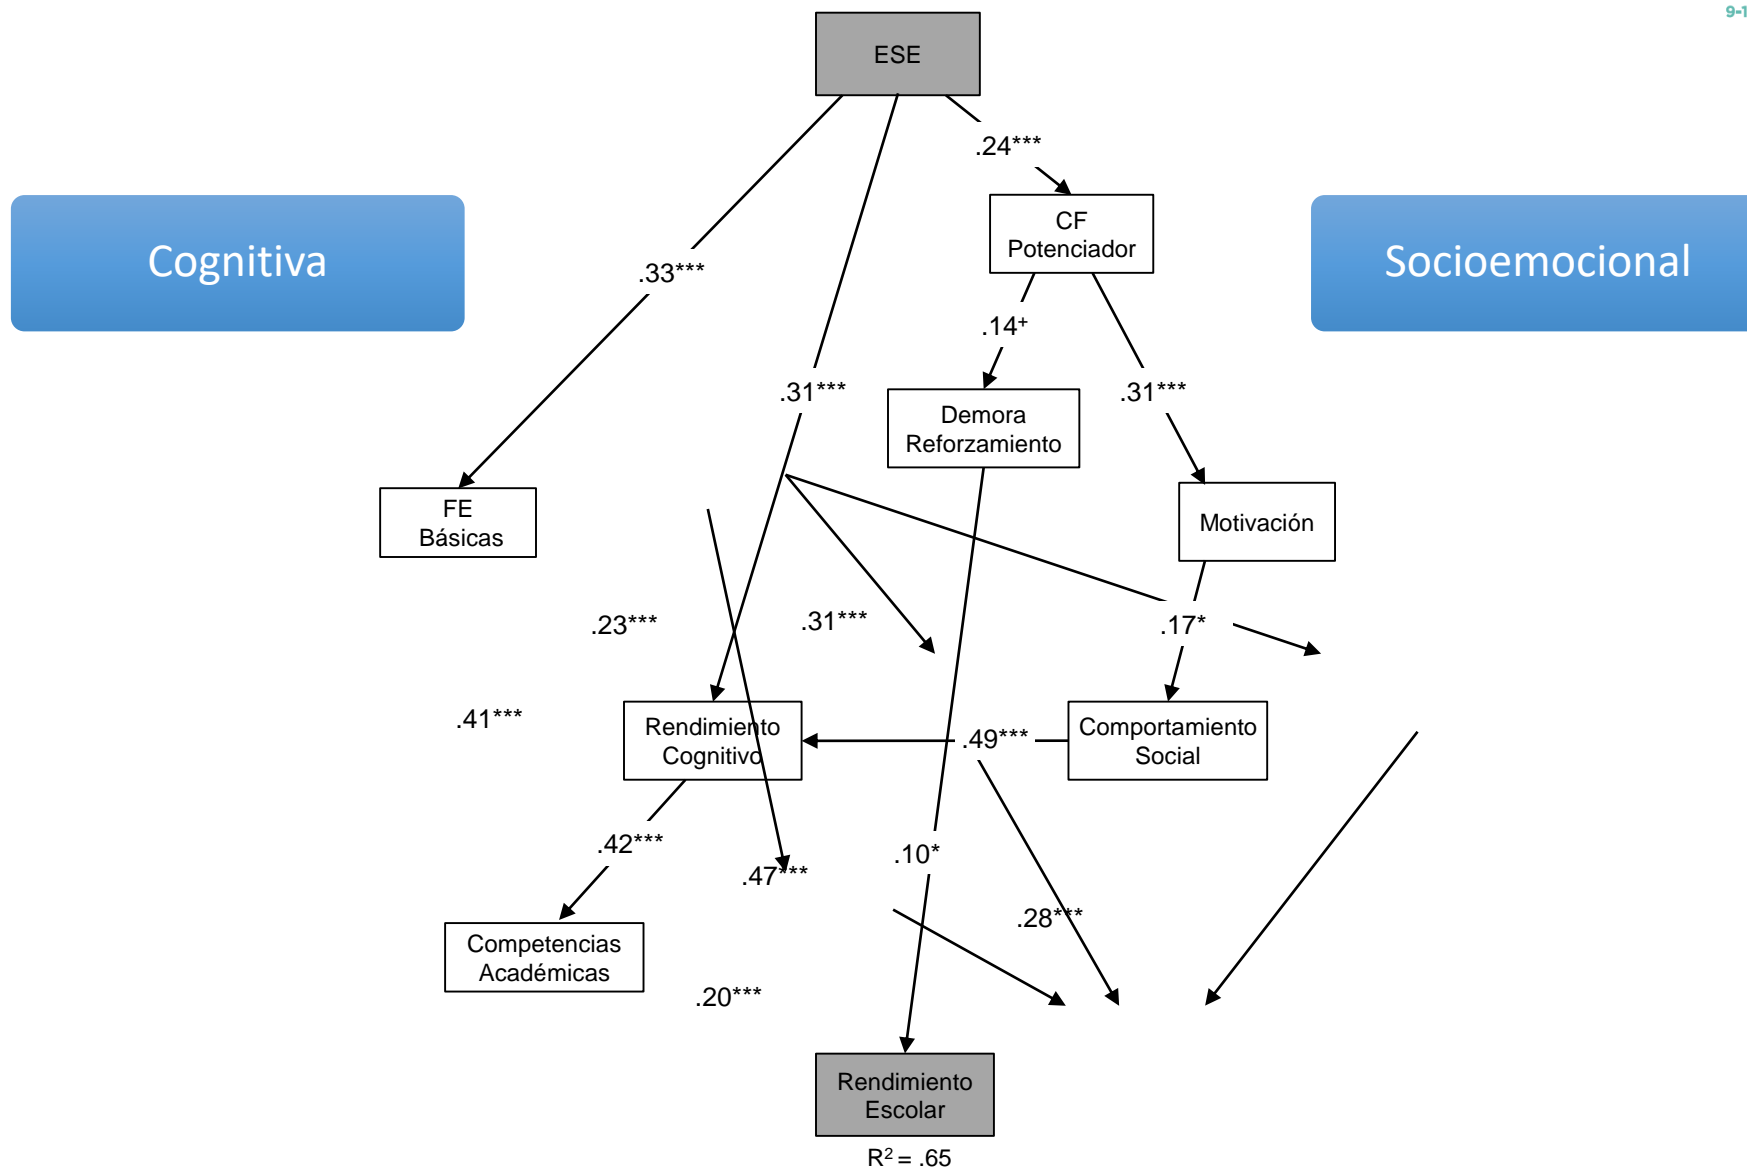 9-1
ESE
.24***
CF
Potenciador
Cognitiva
Socioemocional
.33***
.14⁺
.31***
.31***
Demora
Reforzamiento
FE
Básicas
Motivación
.23***
.31***
.17*
.41***
Rendimiento
Cognitivo
.49***
Comportamiento
Social
.42***
.47***
.10*
.28***
Competencias
Académicas
.20***
Rendimiento
Escolar
R² = .65